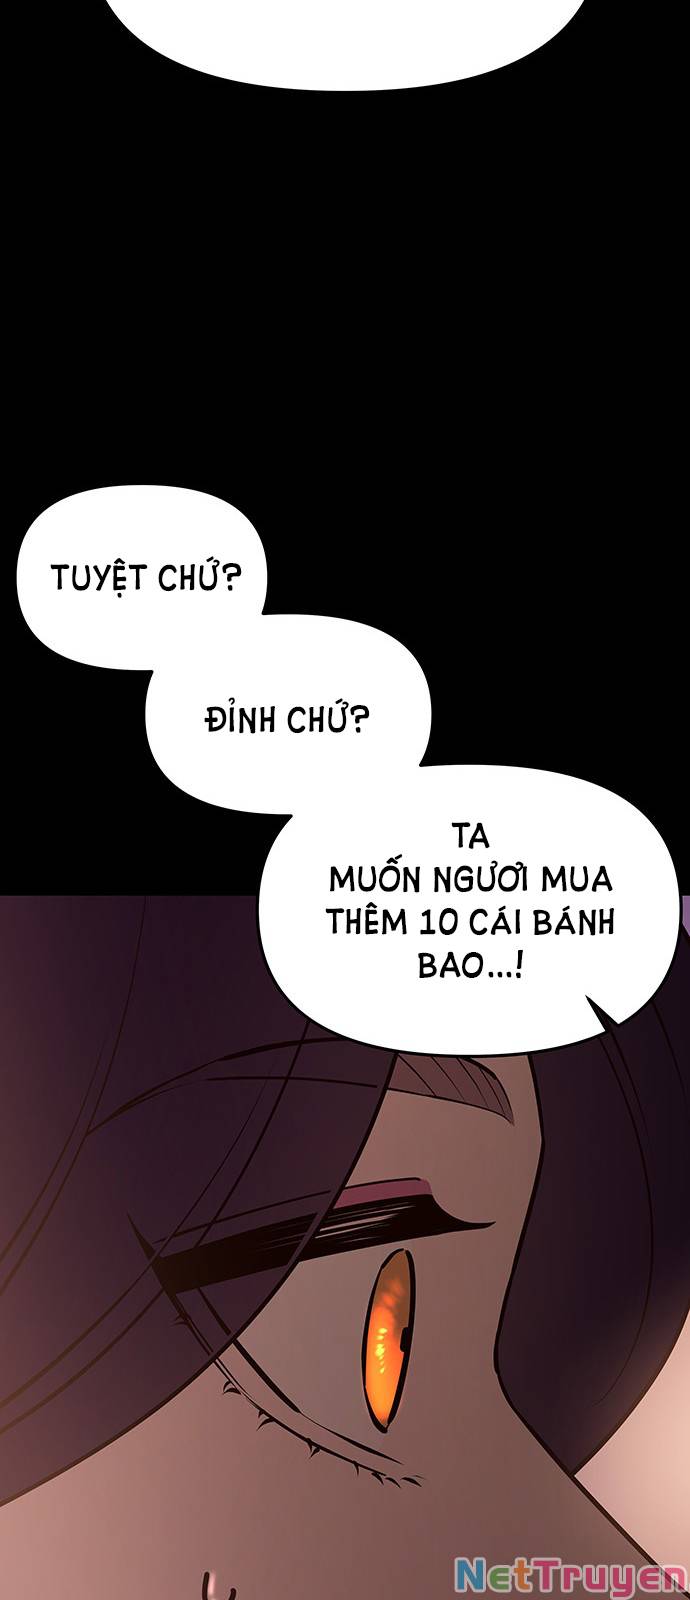 TUYỆT CHỨ?
ĐỈNH CHỨ?
TA
MUỐN NGƯƠI MUA
THÊM 10 CÁI BÁNH
BAO...!
NetTruyen